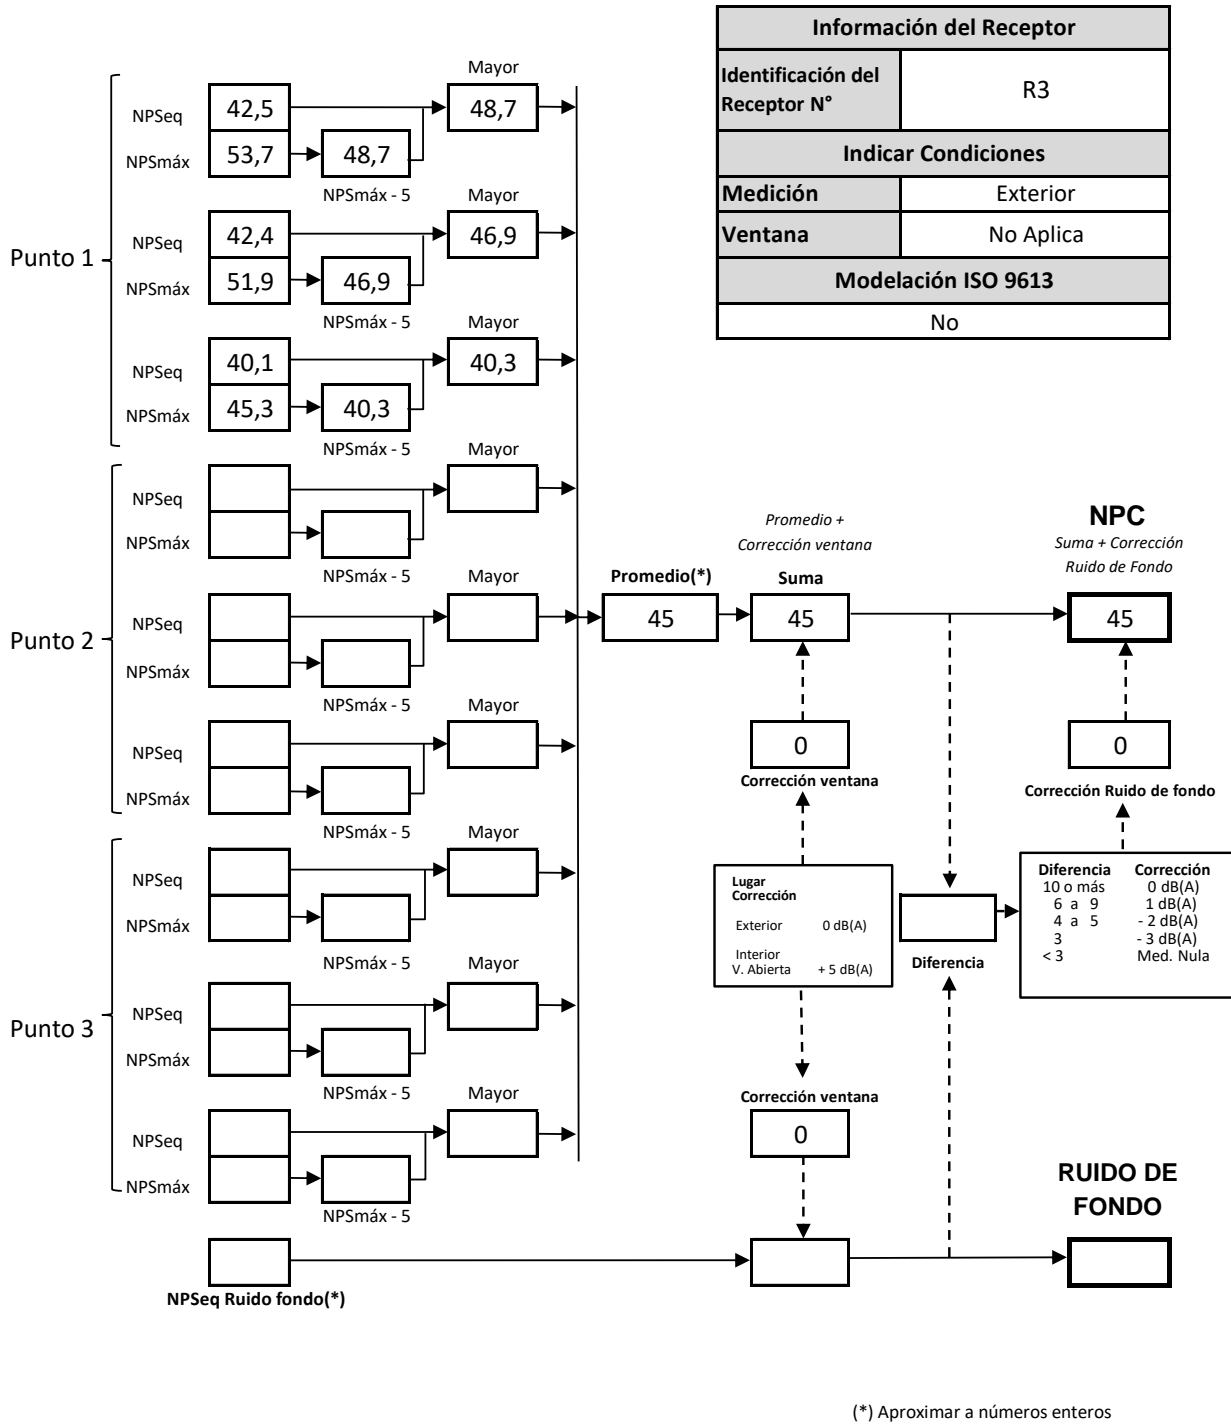 Información del Receptor
Identificación del Receptor N°
R3
Indicar Condiciones
Medición
Exterior
Ventana
No Aplica
Modelación ISO 9613
No
Punto 1
Mayor
NPSeq
42,5
48,7
NPSmáx
53,7
48,7
NPSmáx - 5
Mayor
NPSeq
42,4
46,9
NPSmáx
51,9
46,9
NPSmáx - 5
Mayor
NPSeq
40,1
40,3
NPSmáx
45,3
40,3
NPSmáx - 5
Punto 2
Mayor
NPSeq
NPSmáx
NPSmáx - 5
Mayor
NPSeq
NPSmáx
NPSmáx - 5
Mayor
NPSeq
NPSmáx
NPSmáx - 5
Punto 3
Mayor
NPSeq
NPSmáx
NPSmáx - 5
Mayor
NPSeq
NPSmáx
NPSmáx - 5
Mayor
NPSeq
NPSmáx
NPSmáx - 5
NPSeq Ruido fondo(*)
Promedio(*)
45
Promedio +
Corrección ventana
Suma
45
0
Corrección ventana
Lugar
Corrección
Exterior 0 dB(A)
Interior
V. Abierta + 5 dB(A)
Corrección ventana
0
Diferencia
NPC
Suma + Corrección
Ruido de Fondo
45
0
Corrección Ruido de fondo
Diferencia Corrección
10 o más 0 dB(A)
6 a 9 1 dB(A)
4 a 5 - 2 dB(A)
3 - 3 dB(A)
< 3 Med. Nula
RUIDO DE
FONDO
(*) Aproximar a números enteros